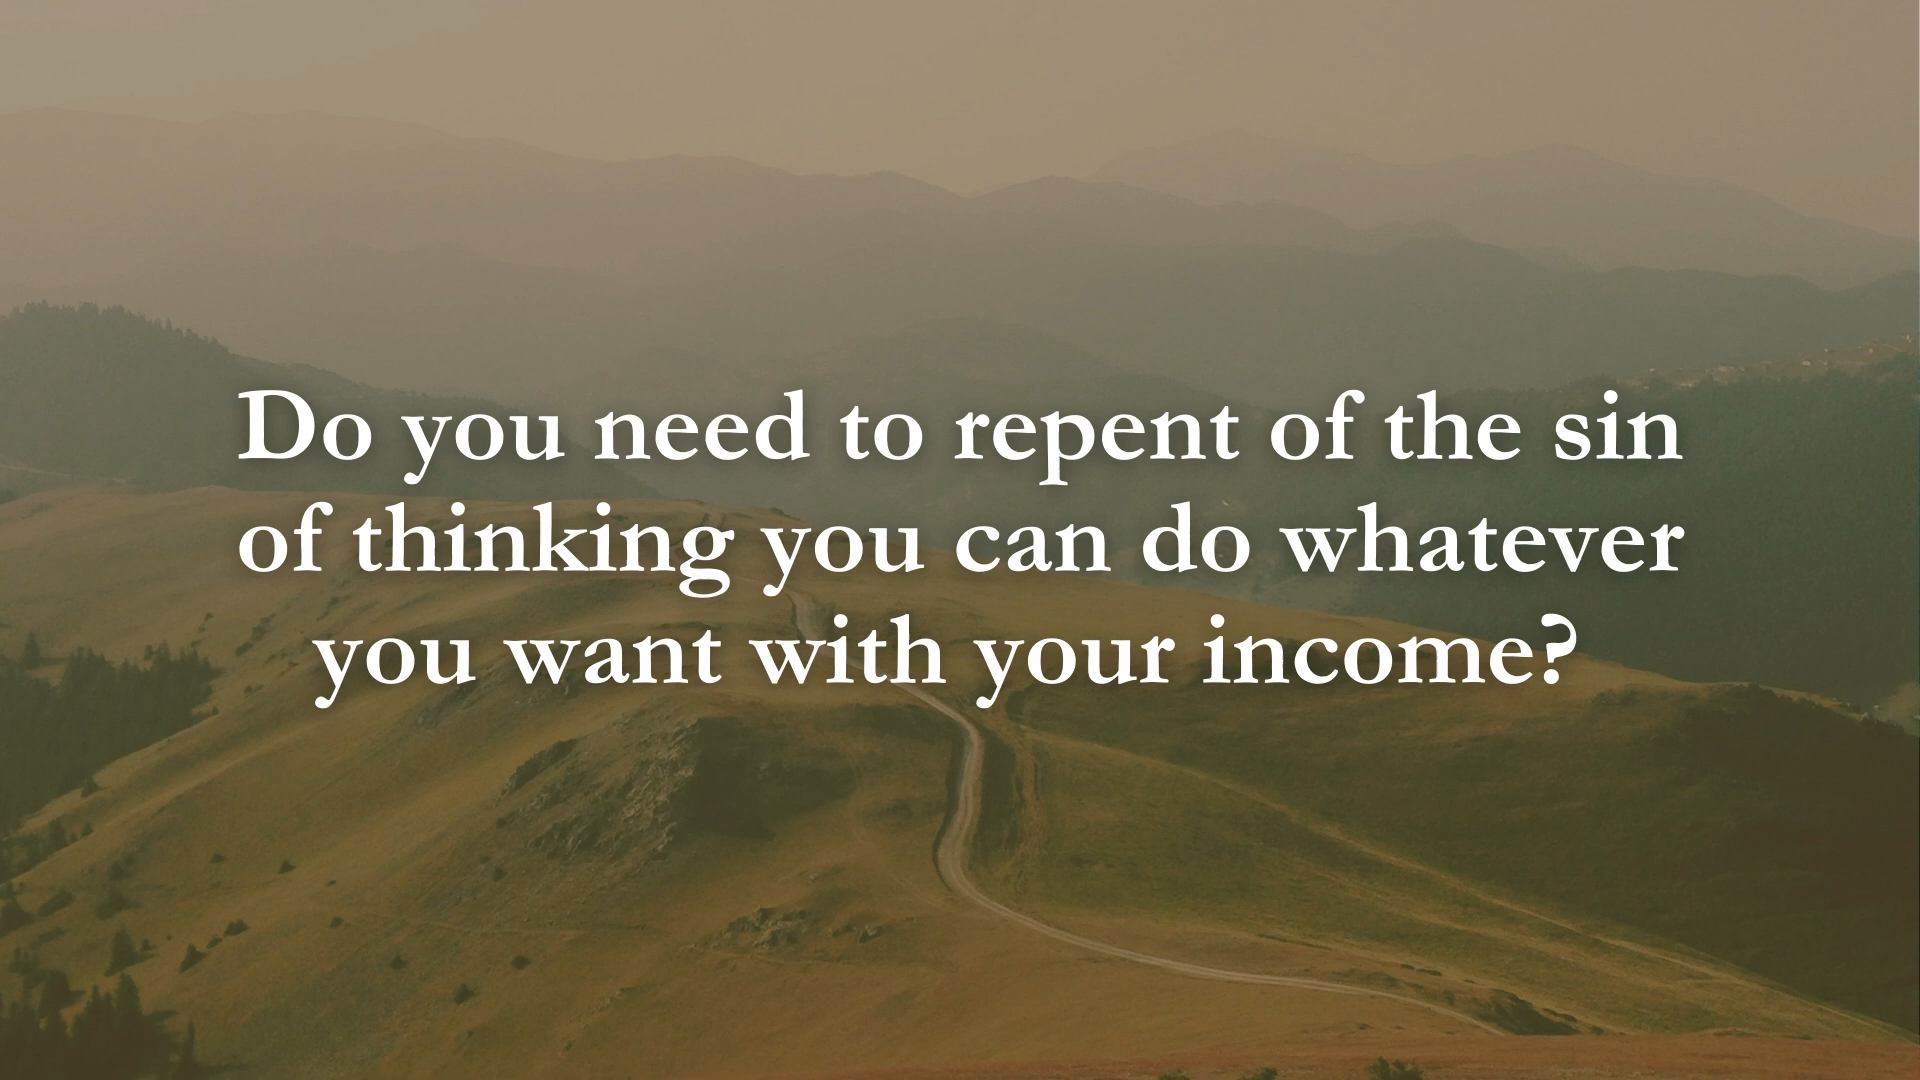 Do you need to repent of the sin
of thinking you can do whatever
you want with your income?